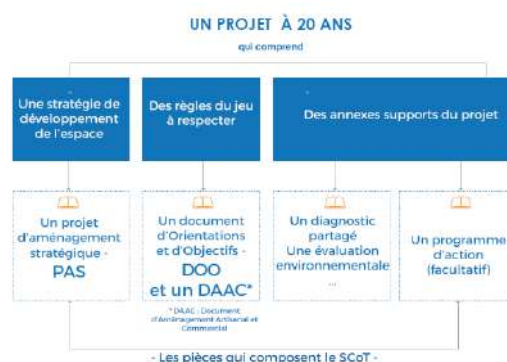 UN PROJET À 20 ANS
qui comprend
Une stratégie de
développement
de l'espace
Des règles du jeu
à respecter
Des annexes supports du projet
Un projet
d'aménagement
stratégique -
PAS
Un document
d'Orientations
et d'Objectifs -
DOO
et un DAAC*
* DAAC : Document
d'Aménagement Artisanal et
Commercial
Un diagnostic
partagé
Une évaluation
environnementale
...
Un programme
d'action
(facultatif)
- Les pièces qui composent le SCoT -